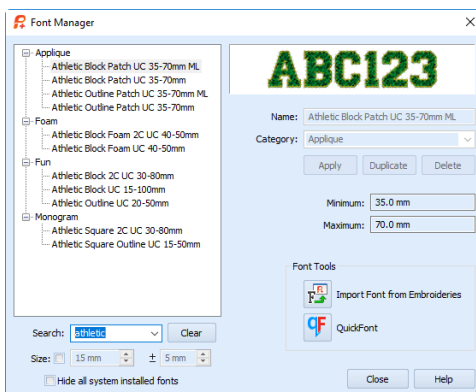 Font Manager
Applique
Athletic Block Patch UC 35-70mm ML
Athletic Block Patch UC 35-70mm
Athletic Outline Patch UC 35-70mm ML
Athletic Outline Patch UC 35-70mm
Foam
Athletic Block Foam 2C UC 40-50mm
Athletic Block Foam UC 40-50mm
Fun
Athletic Block 2C UC 30-80mm
Athletic Block UC 15-100mm
Athletic Outline UC 20-50mm
Monogram
Athletic Square 2C UC 30-80mm
Athletic Square Outline UC 15-50mm
Search: athletic Clear
Size: 15 mm ± 5 mm
Hide all system installed fonts
ABC123
Name: Athletic Block Patch UC 35-70mm ML
Category: Applique
Apply Duplicate Delete
Minimum: 35.0 mm
Maximum: 70.0 mm
Font Tools
Import Font from Embroideries
QuickFont
Close Help